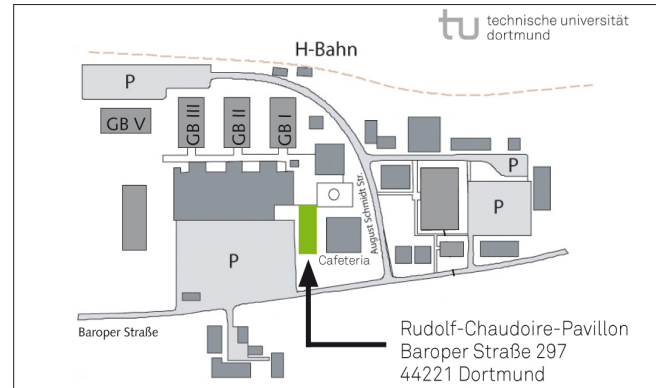 tu technische universität
dortmund
H-Bahn
P
GB V
GB III
GB II
GB I
P
P
August Schmidt Str.
Cafeteria
P
Baroper Straße
Rudolf-Chaudoire-Pavillon
Baroper Straße 297
44221 Dortmund